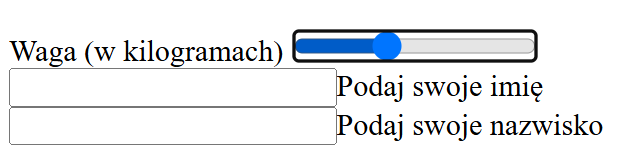 Waga (w kilogramach)
Podaj swoje imię
Podaj swoje nazwisko